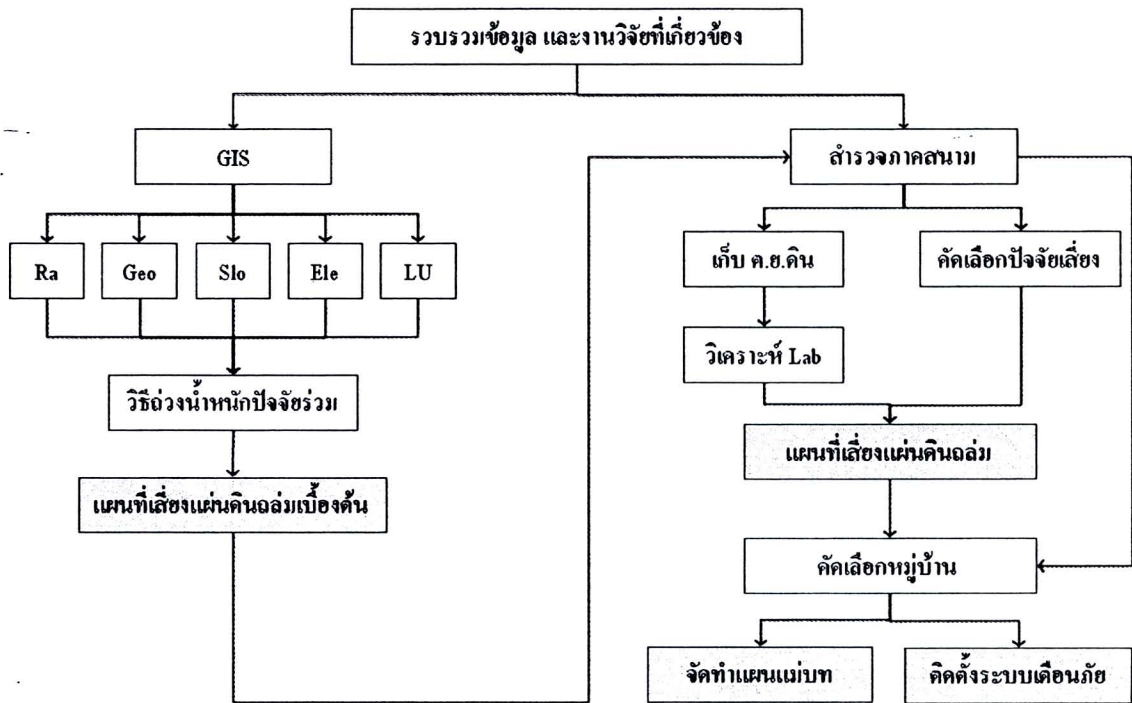 รวบรวมข้อมูล และงานวิจัยที่เกี่ยวข้อง
GIS
สำรวจภาคสนาม
Ra
Geo
Slo
Ele
LU
เก็บ ต.ย.ดิน
คัดเลือกปัจจัยเสี่ยง
วิเคราะห์ Lab
วิธีถ่วงน้ำหนักปัจจัยร่วม
แผนที่เสี่ยงแผ่นดินถล่ม
แผนที่เสี่ยงแผ่นดินถล่มเบื้องต้น
คัดเลือกหมู่บ้าน
จัดทำแผนแม่บท
ติดตั้งระบบเตือนภัย